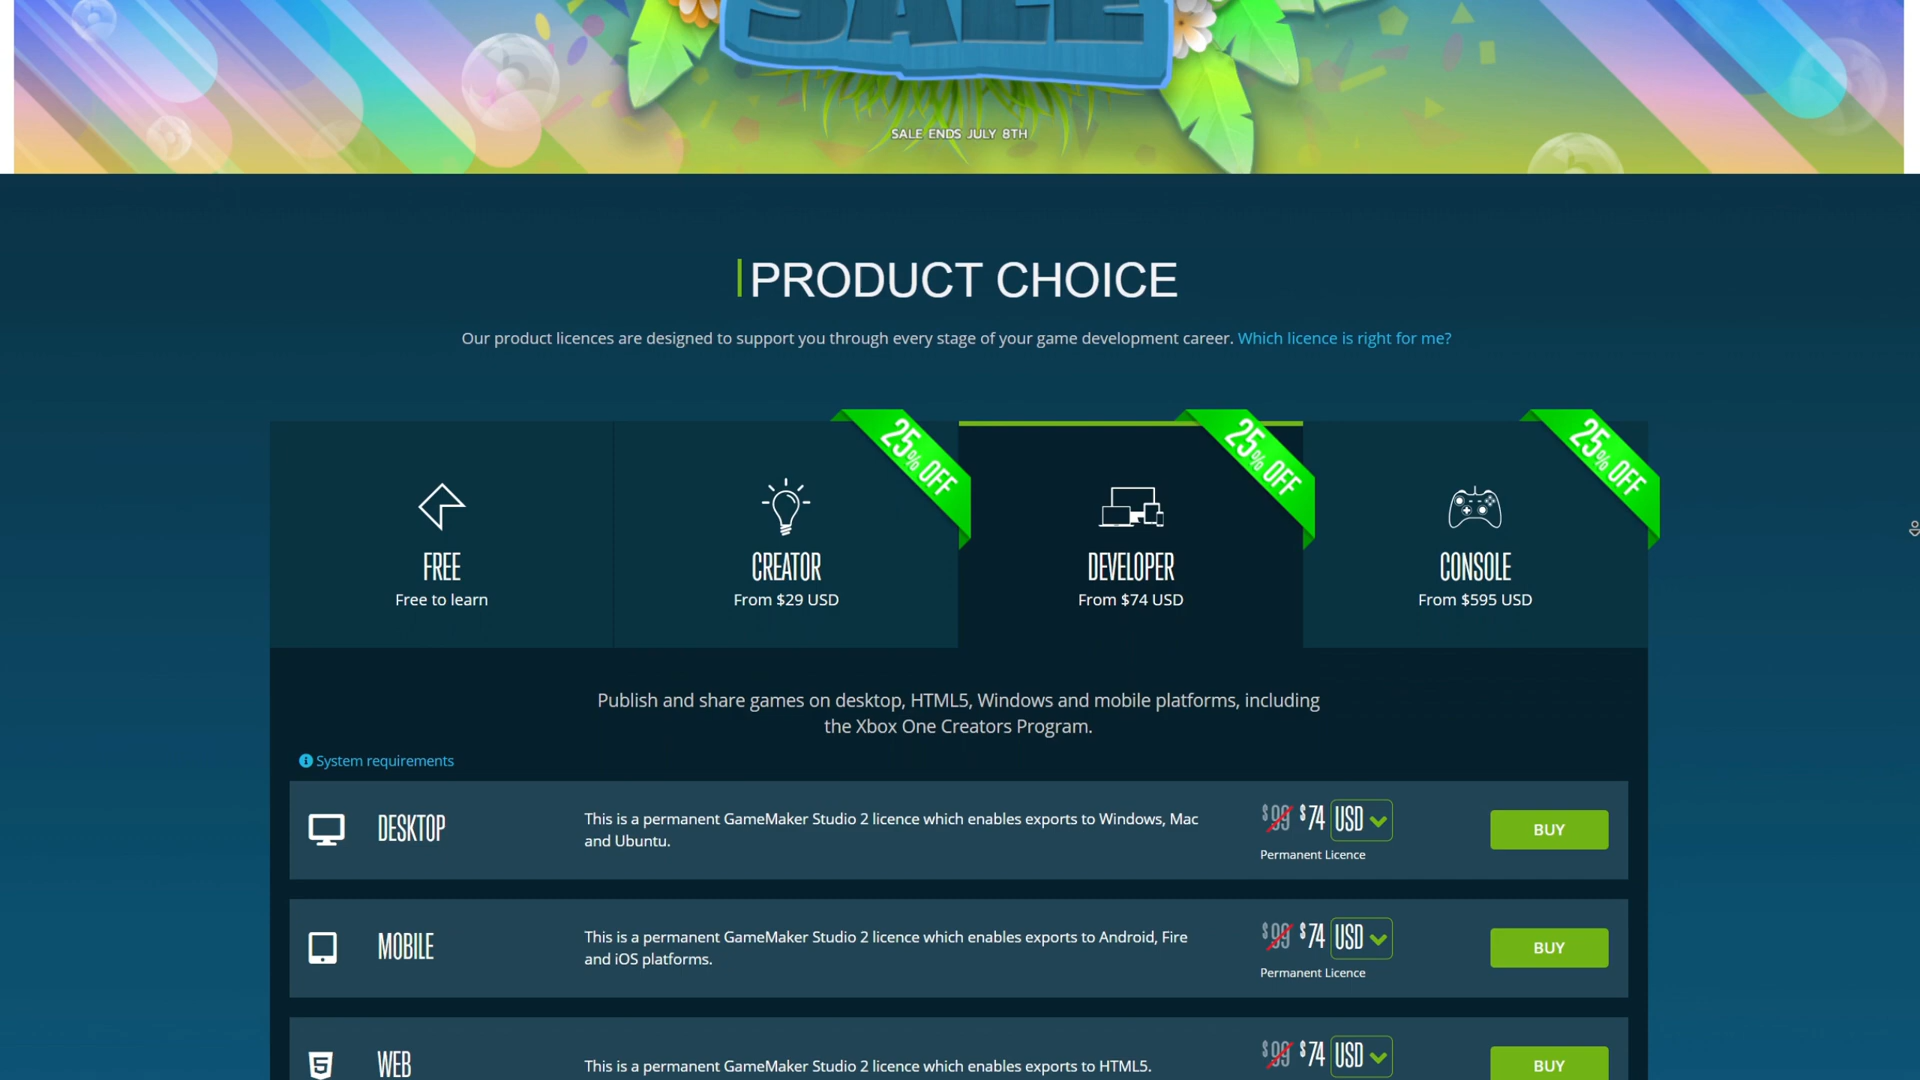 SALE
SALE ENDS JULY 8TH
PRODUCT CHOICE
Our product licences are designed to support you through every stage of your game development career. Which licence is right for me?
25% OFF
25% OFF
25% OFF
FREE
Free to learn
CREATOR
From $29 USD
DEVELOPER
From $74 USD
CONSOLE
From $595 USD
Publish and share games on desktop, HTML5, Windows and mobile platforms, including
the Xbox One Creators Program.
System requirements
DESKTOP
This is a permanent GameMaker Studio 2 licence which enables exports to Windows, Mac
and Ubuntu.
$99 $74 USD
Permanent Licence
BUY
MOBILE
This is a permanent GameMaker Studio 2 licence which enables exports to Android, Fire
and iOS platforms.
$99 $74 USD
Permanent Licence
BUY
WEB
This is a permanent GameMaker Studio 2 licence which enables exports to HTML5.
$99 $74 USD
BUY